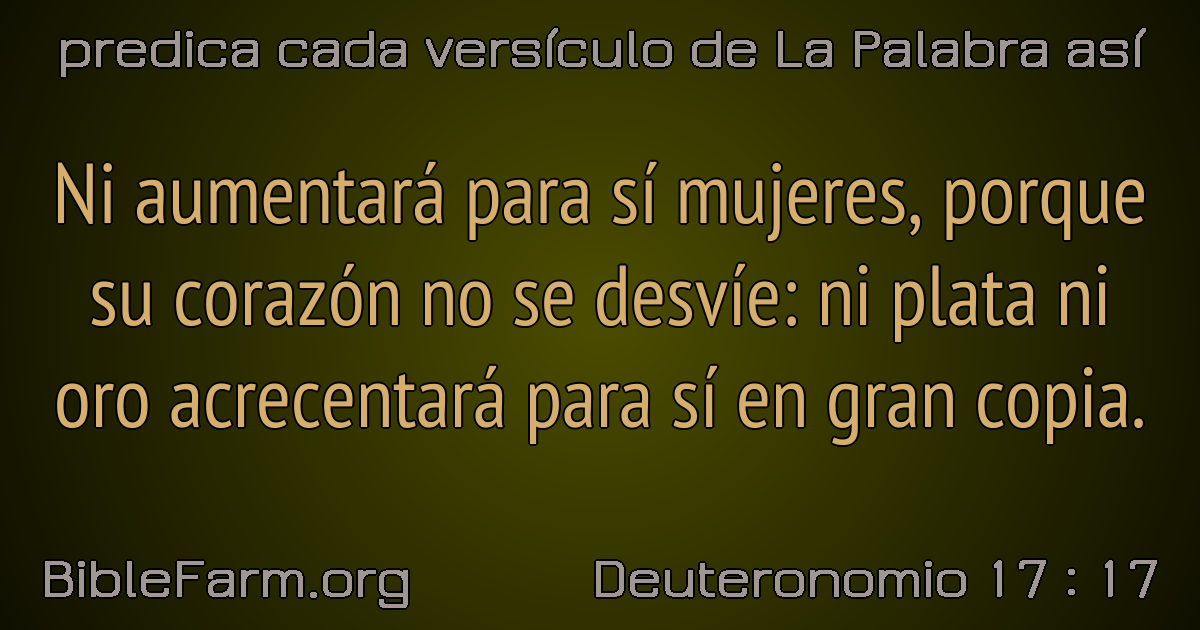 predica cada versículo de La Palabra así
Ni aumentará para sí mujeres, porque
su corazón no se desvíe: ni plata ni
oro acrecentará para sí en gran copia.
BibleFarm.org Deuteronomio 17 : 17